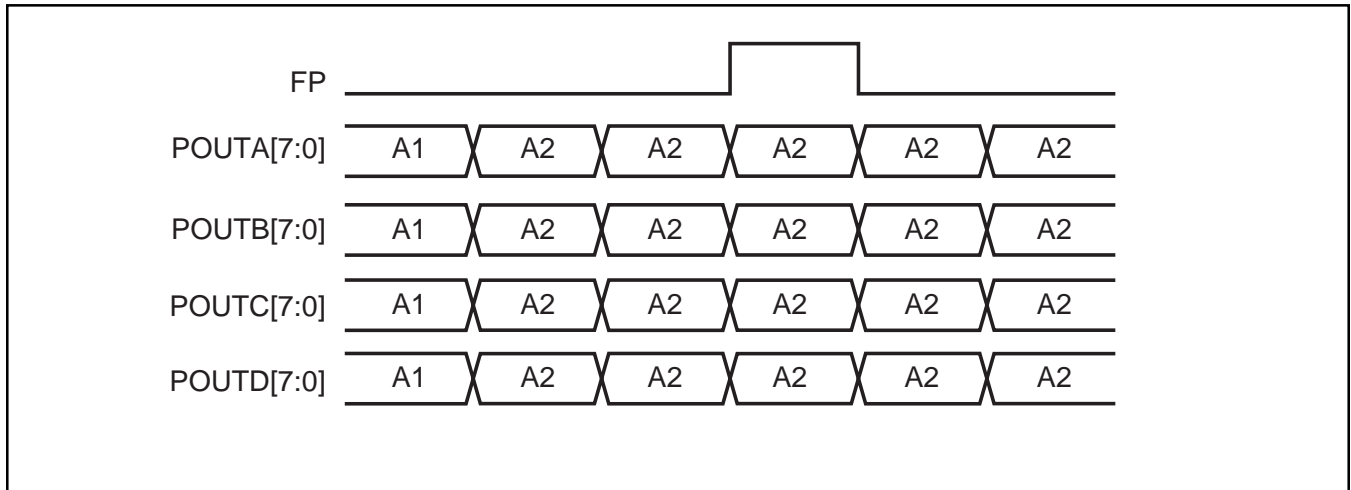 FP
POUTA[7:0] A1 A2 A2 A2 A2 A2
POUTB[7:0] A1 A2 A2 A2 A2 A2
POUTC[7:0] A1 A2 A2 A2 A2 A2
POUTD[7:0] A1 A2 A2 A2 A2 A2